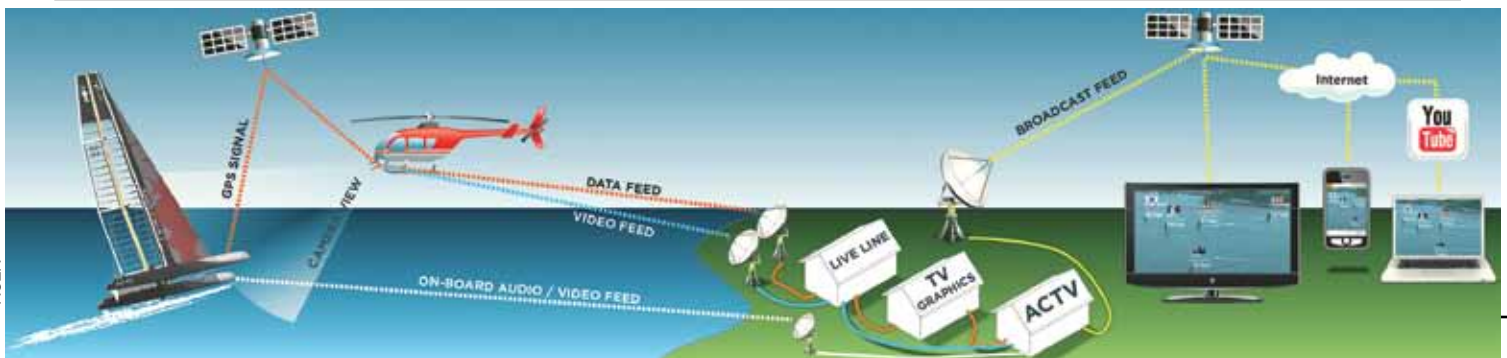 GPS SIGNAL
CAMERA VIEW
DATA FEED
VIDEO FEED
ON-BOARD AUDIO / VIDEO FEED
LIVE LINE
TV
GRAPHICS
ACTV
BROADCAST FEED
Internet
You
Tube